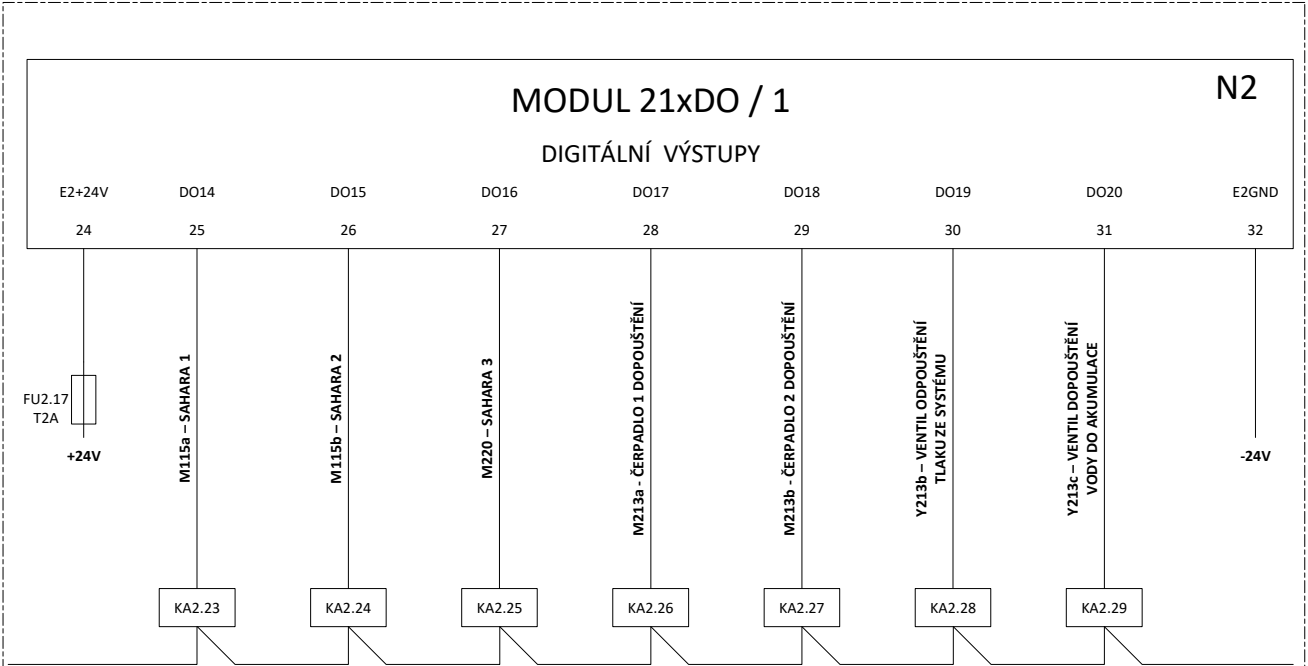 MODUL 21xDO / 1
N2
DIGITÁLNÍ VÝSTUPY
E2+24V DO14 DO15 DO16 DO17 DO18 DO19 DO20 E2GND
24 25 26 27 28 29 30 31 32
FU2.17
T2A
+24V
M115a – SAHARA 1
M115b – SAHARA 2
M220 – SAHARA 3
M213a - ČERPADLO 1 DOPOUŠTĚNÍ
M213b - ČERPADLO 2 DOPOUŠTĚNÍ
Y213b – VENTIL ODPOUŠTĚNÍ
TLAKU ZE SYSTÉMU
Y213c – VENTIL DOPOUŠTĚNÍ
VODY DO AKUMULACE
-24V
KA2.23 KA2.24 KA2.25 KA2.26 KA2.27 KA2.28 KA2.29